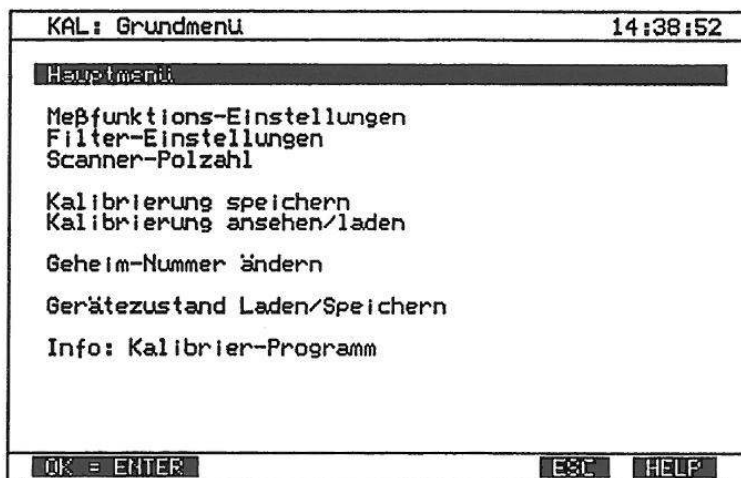 KAL: Grundmenü 14:38:52
Hauptmenü
Meßfunktions-Einstellungen
Filter-Einstellungen
Scanner-Polzahl
Kalibrierung speichern
Kalibrierung ansehen/laden
Geheim-Nummer ändern
Gerätezustand Laden/Speichern
Info: Kalibrier-Programm
OK = ENTER ESC HELP